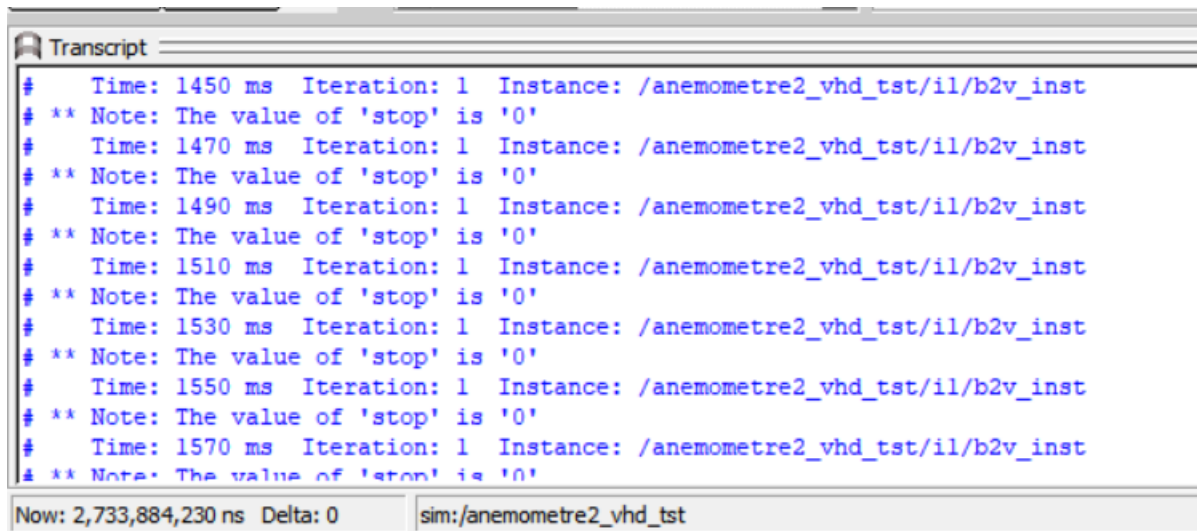 Transcript
#    Time: 1450 ms  Iteration: 1  Instance: /anemometre2_vhd_tst/i1/b2v_inst
# ** Note: The value of 'stop' is '0'
#    Time: 1470 ms  Iteration: 1  Instance: /anemometre2_vhd_tst/i1/b2v_inst
# ** Note: The value of 'stop' is '0'
#    Time: 1490 ms  Iteration: 1  Instance: /anemometre2_vhd_tst/i1/b2v_inst
# ** Note: The value of 'stop' is '0'
#    Time: 1510 ms  Iteration: 1  Instance: /anemometre2_vhd_tst/i1/b2v_inst
# ** Note: The value of 'stop' is '0'
#    Time: 1530 ms  Iteration: 1  Instance: /anemometre2_vhd_tst/i1/b2v_inst
# ** Note: The value of 'stop' is '0'
#    Time: 1550 ms  Iteration: 1  Instance: /anemometre2_vhd_tst/i1/b2v_inst
# ** Note: The value of 'stop' is '0'
#    Time: 1570 ms  Iteration: 1  Instance: /anemometre2_vhd_tst/i1/b2v_inst
# ** Note: The value of 'stop' is '0'
Now: 2,733,884,230 ns  Delta: 0    sim:/anemometre2_vhd_tst